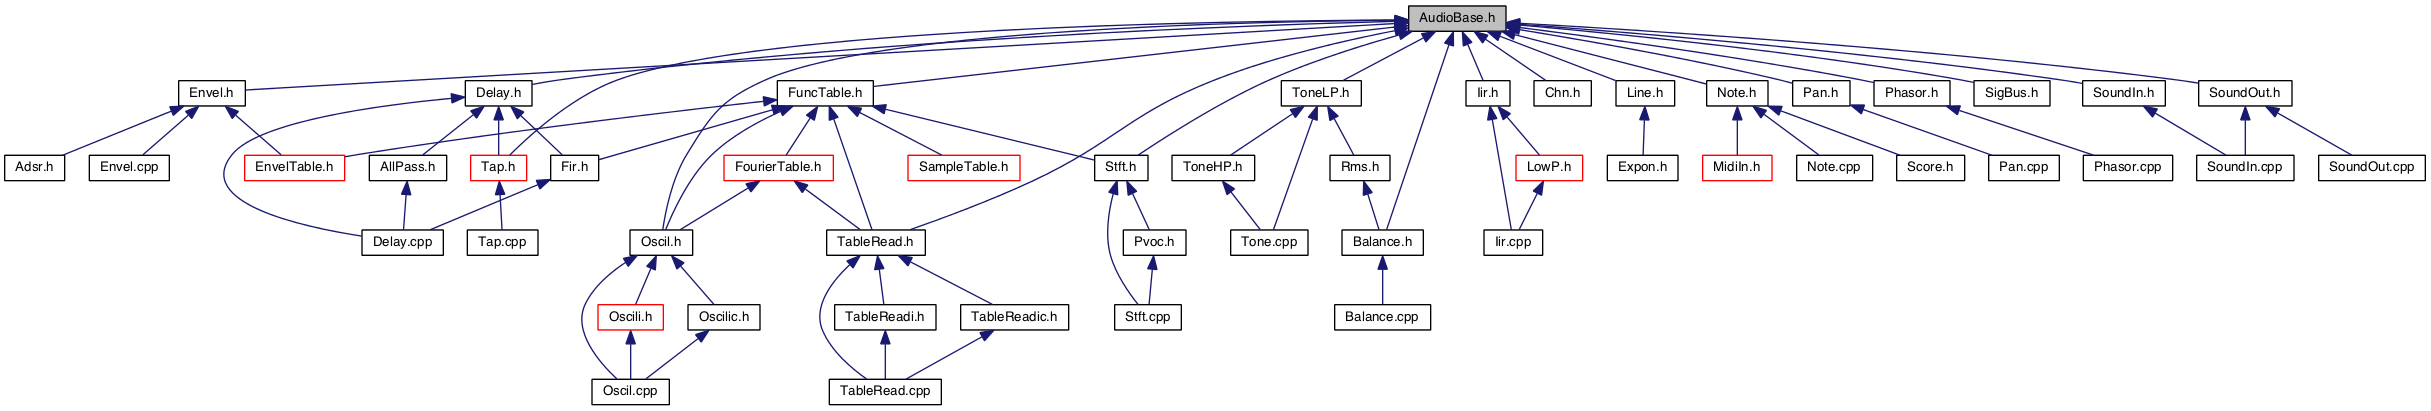 AudioBase.h
Envel.h
Delay.h
FuncTable.h
ToneLP.h
Iir.h
Chn.h
Line.h
Note.h
Pan.h
Phasor.h
SigBus.h
SoundIn.h
SoundOut.h
Adsr.h
Envel.cpp
EnvelTable.h
AllPass.h
Tap.h
Fir.h
FourierTable.h
SampleTable.h
Stft.h
ToneHP.h
Rms.h
LowP.h
Expon.h
MidiIn.h
Note.cpp
Score.h
Pan.cpp
Phasor.cpp
SoundIn.cpp
SoundOut.cpp
Delay.cpp
Tap.cpp
Oscil.h
TableRead.h
Pvoc.h
Tone.cpp
Balance.h
Iir.cpp
Oscili.h
Oscilic.h
TableReadi.h
TableReadic.h
Stft.cpp
Balance.cpp
Oscil.cpp
TableRead.cpp